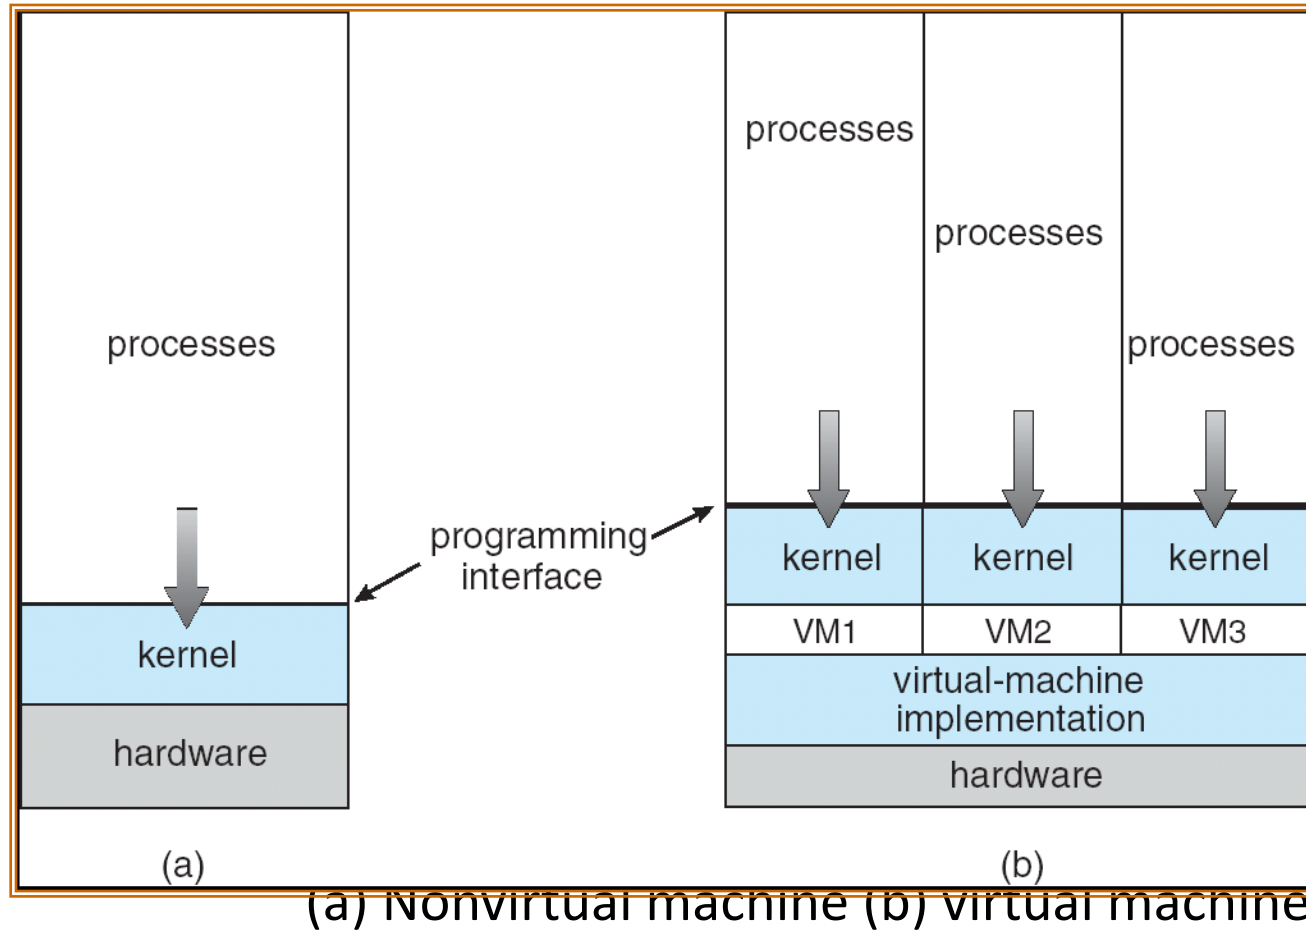 processes
kernel
hardware
(a)
programming
interface
processes
processes
processes
kernel
kernel
kernel
VM1
VM2
VM3
virtual-machine
implementation
hardware
(b)
(a) Nonvirtual machine (b) virtual machine